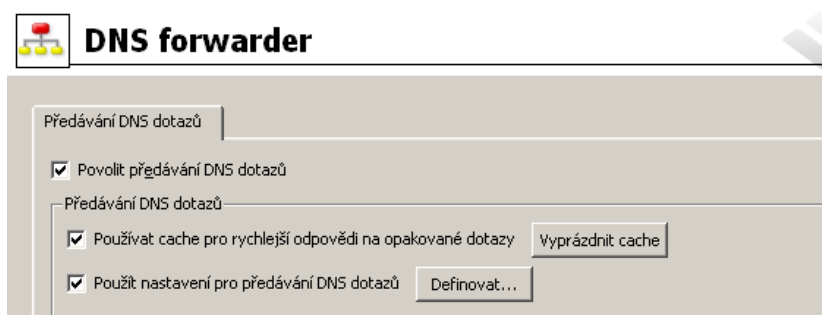 DNS forwarder
Předávání DNS dotazů
Povolit předávání DNS dotazů
Předávání DNS dotazů
Používat cache pro rychlejší odpovědi na opakované dotazy Vyprázdnit cache
Použít nastavení pro předávání DNS dotazů Definovat...